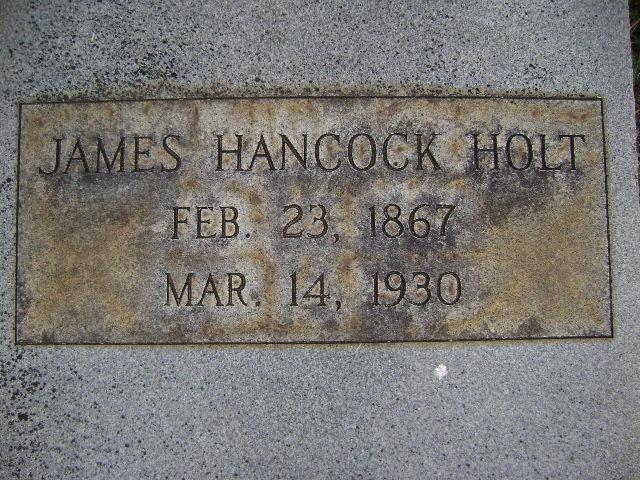 JAMES HANCOCK HOLT
FEB. 23, 1867
MAR. 14, 1930